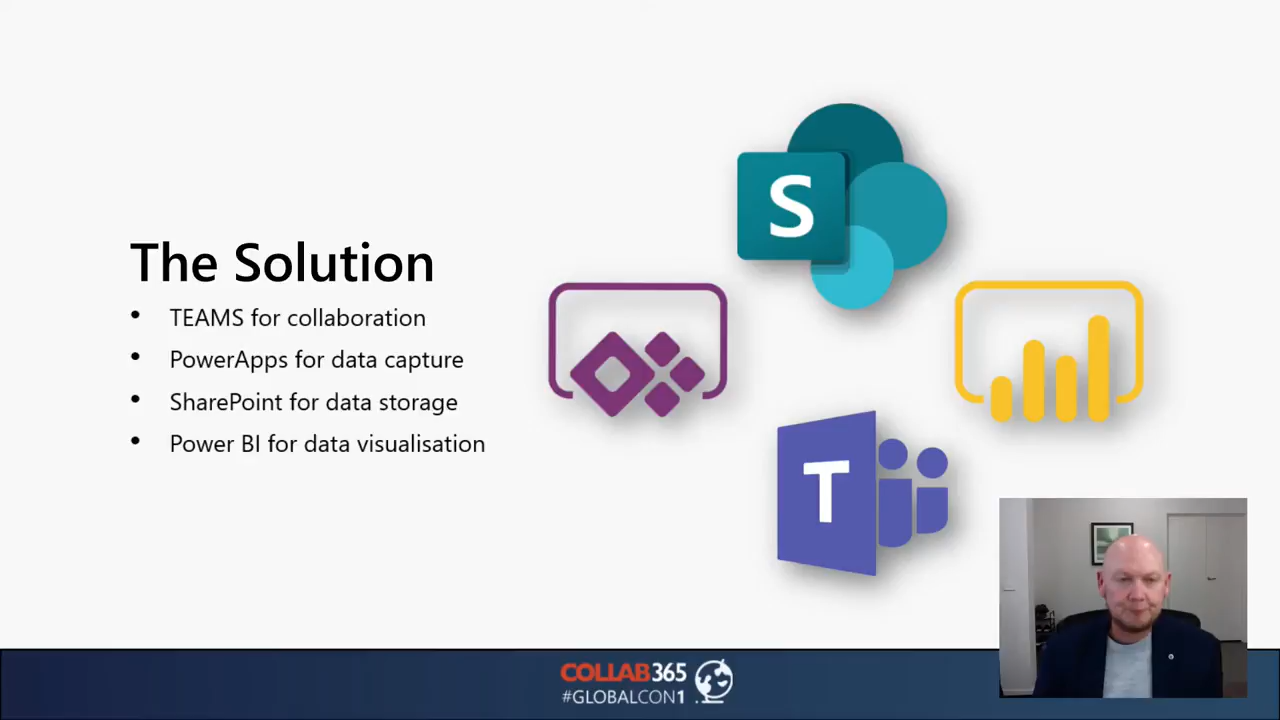 The Solution
• TEAMS for collaboration
• PowerApps for data capture
• SharePoint for data storage
• Power BI for data visualisation
S
T
COLLAB365
#GLOBALCON1